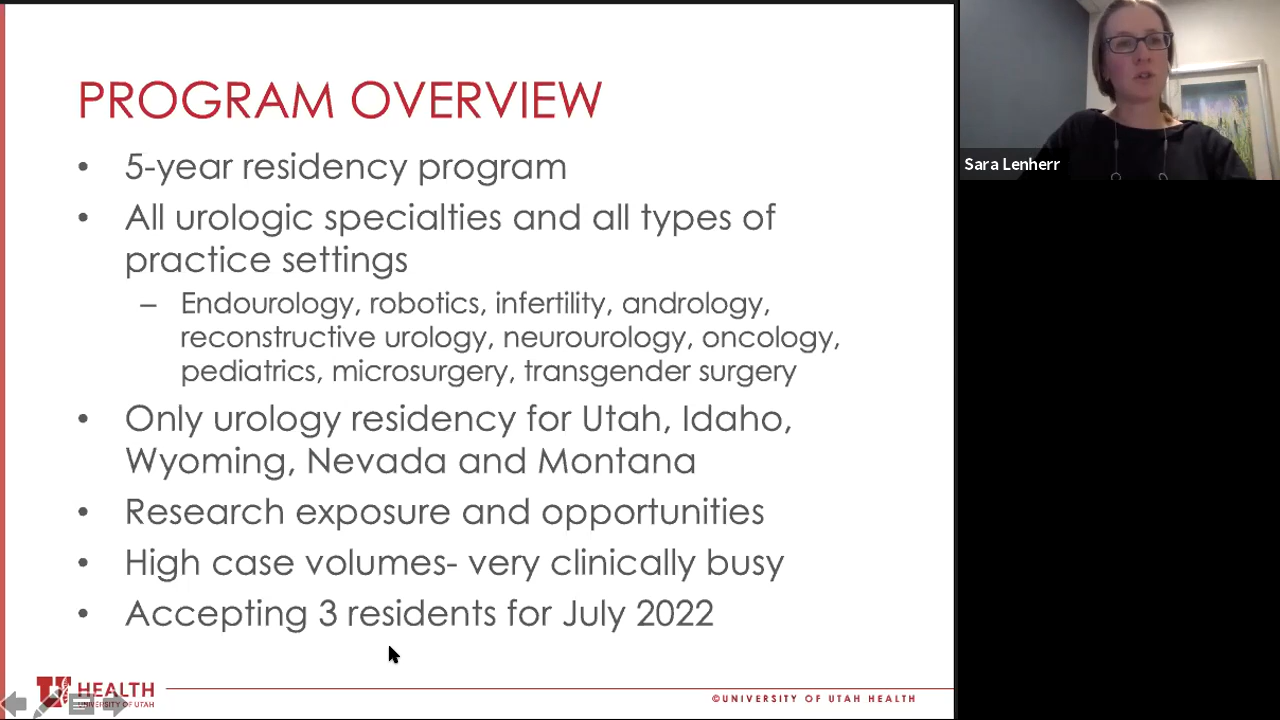 PROGRAM OVERVIEW
• 5-year residency program
• All urologic specialties and all types of
practice settings
– Endourology, robotics, infertility, andrology,
reconstructive urology, neurourology, oncology,
pediatrics, microsurgery, transgender surgery
• Only urology residency for Utah, Idaho,
Wyoming, Nevada and Montana
• Research exposure and opportunities
• High case volumes- very clinically busy
• Accepting 3 residents for July 2022
HEALTH
UNIVERSITY OF UTAH
©UNIVERSITY OF UTAH HEALTH
Sara Lenherr